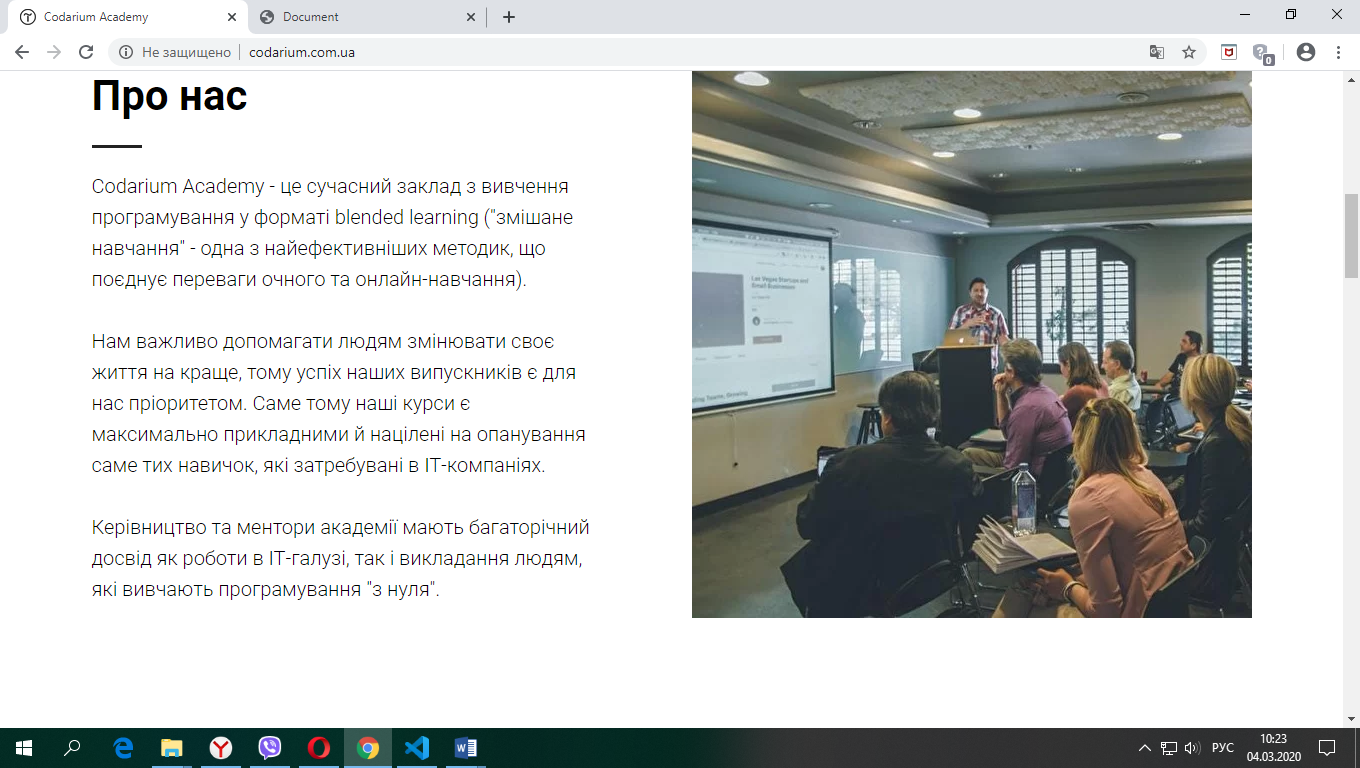 Codarium Academy
Document
Не защищено
codarium.com.ua
0
Про нас
Codarium Academy - це сучасний заклад з вивчення
програмування у форматі blended learning ("змішане
навчання" - одна з найефективніших методик, що
поєднує переваги очного та онлайн-навчання).
Нам важливо допомагати людям змінювати своє
життя на краще, тому успіх наших випускників є для
нас пріоритетом. Саме тому наші курси є
максимально прикладними й націлені на опанування
саме тих навичок, які затребувані в ІТ-компаніях.
Керівництво та ментори академії мають багаторічний
досвід як роботи в ІТ-галузі, так і викладання людям,
які вивчають програмування "з нуля".
Las Vegas Startups and
Small Businesses
РУС
10:23
04.03.2020